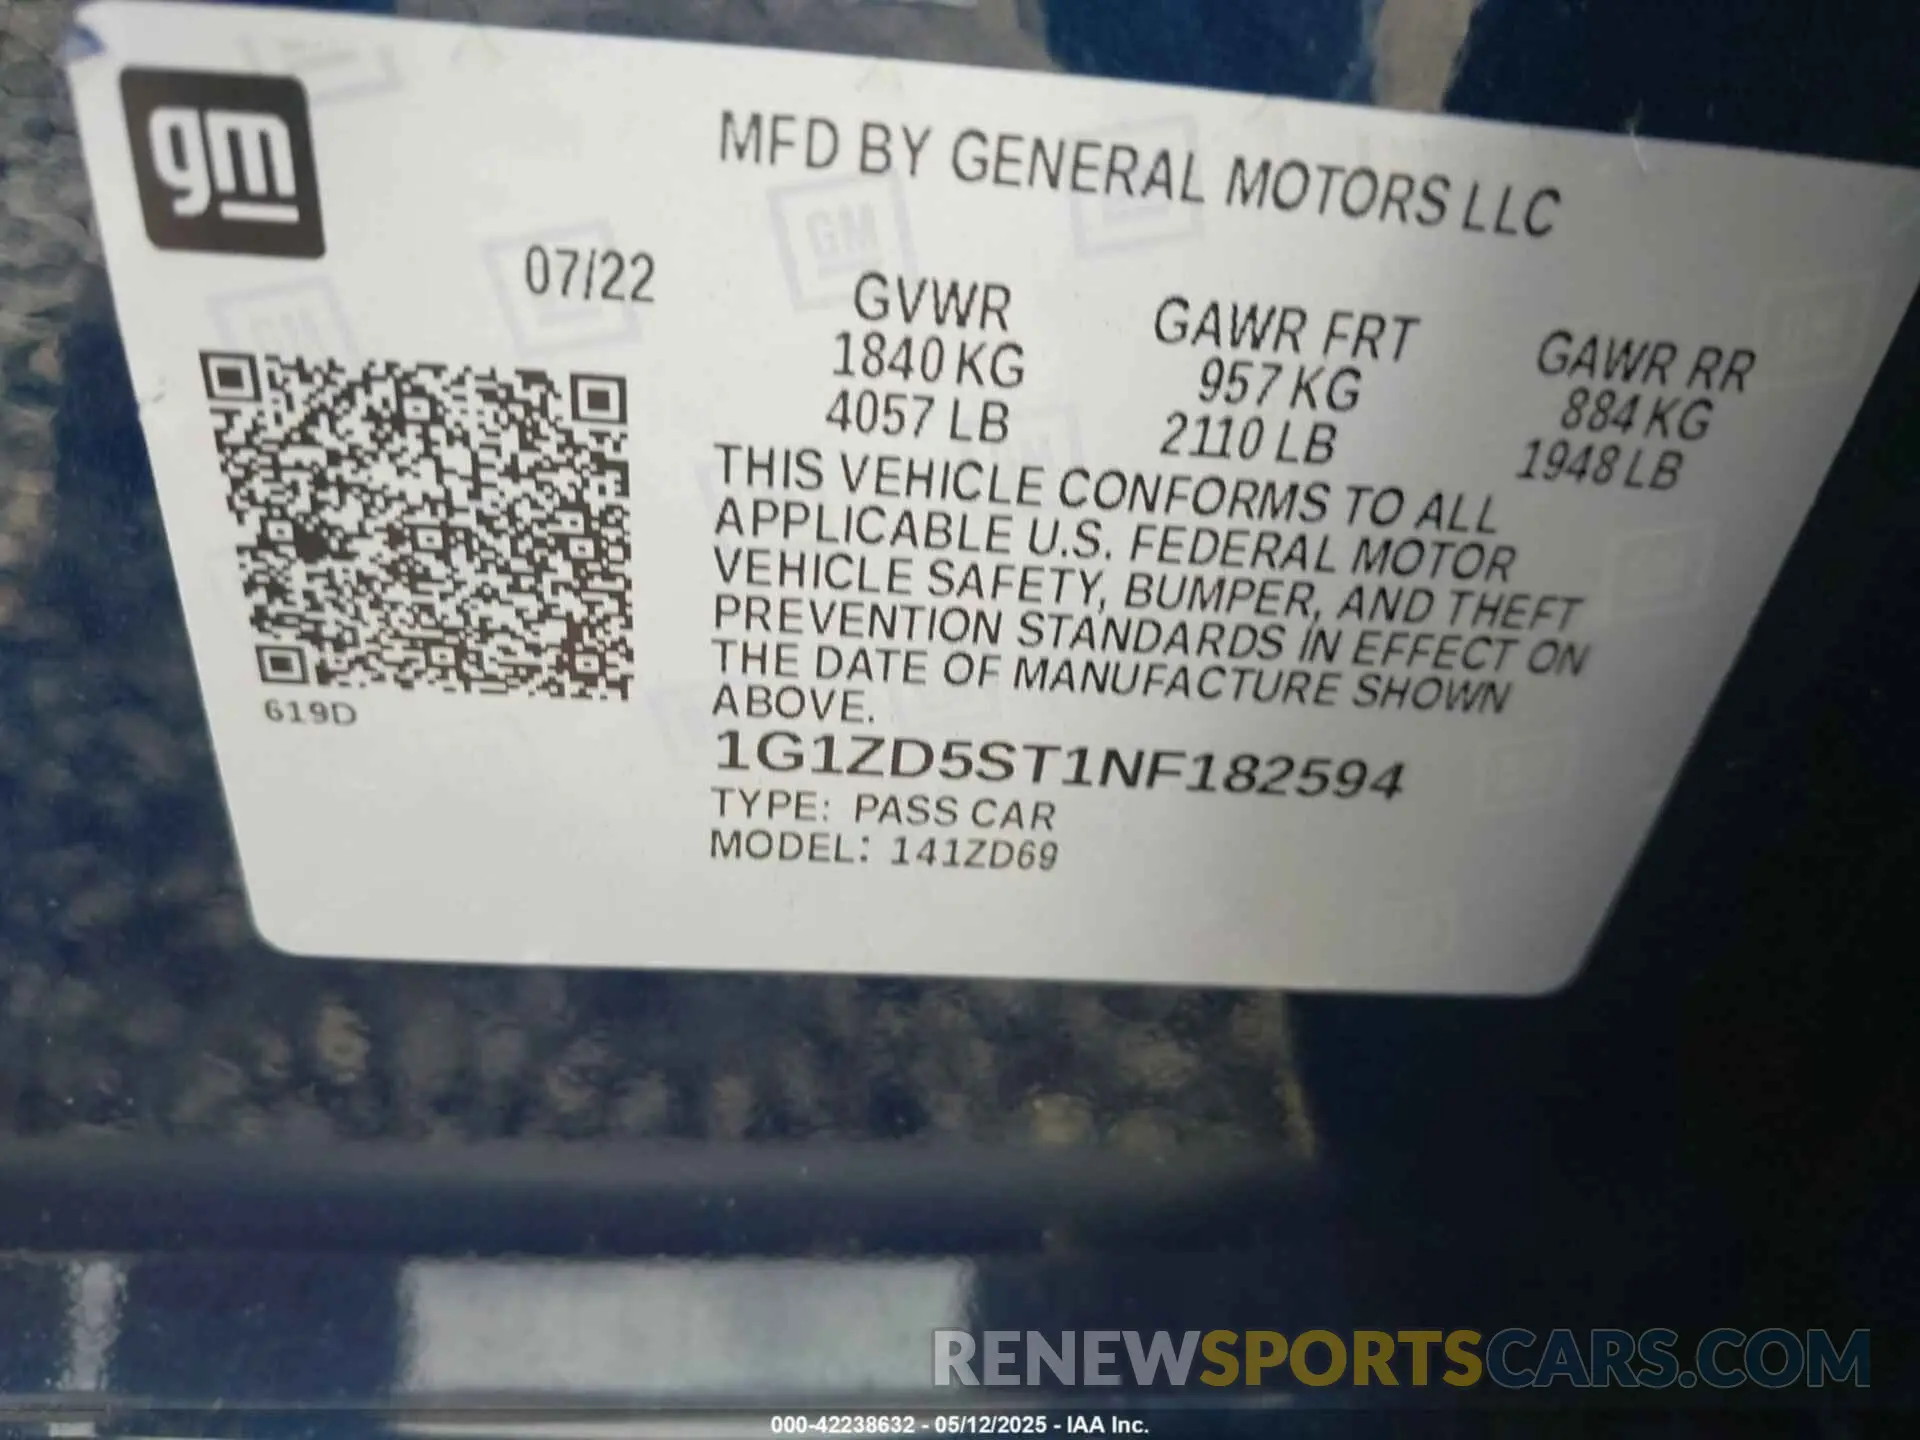 gm
MFD BY GENERAL MOTORS LLC
07/22
GVWR GAWR FRT GAWR RR
1840 KG 957 KG 884 KG
4057 LB 2110 LB 1948 LB
THIS VEHICLE CONFORMS TO ALL
APPLICABLE U.S. FEDERAL MOTOR
VEHICLE SAFETY, BUMPER, AND THEFT
PREVENTION STANDARDS IN EFFECT ON
THE DATE OF MANUFACTURE SHOWN
ABOVE.
619D
1G1ZD5ST1NF182594
TYPE: PASS CAR
MODEL: 141ZD69
RENEWSPORTSCARS.COM
000-42238632 - 05/12/2025 - IAA Inc.